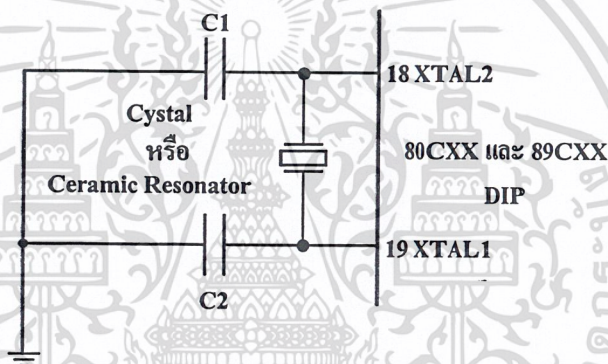 C1
18 XTAL2
Cystal
หรือ
Ceramic Resonator
80CXX และ 89CXX
DIP
19 XTAL1
C2